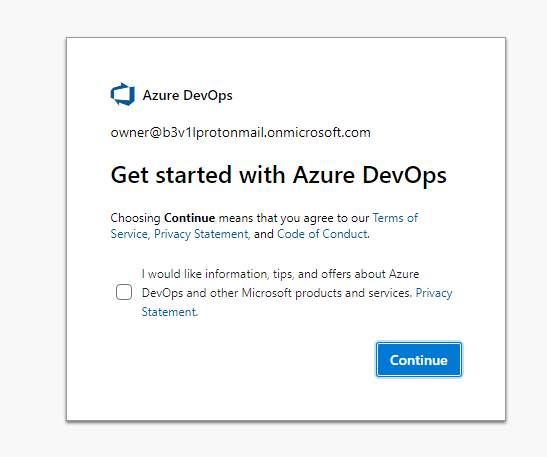 Azure DevOps
owner@b3v1lprotonmail.onmicrosoft.com
Get started with Azure DevOps
Choosing Continue means that you agree to our Terms of
Service, Privacy Statement, and Code of Conduct.
I would like information, tips, and offers about Azure
DevOps and other Microsoft products and services. Privacy
Statement.
Continue